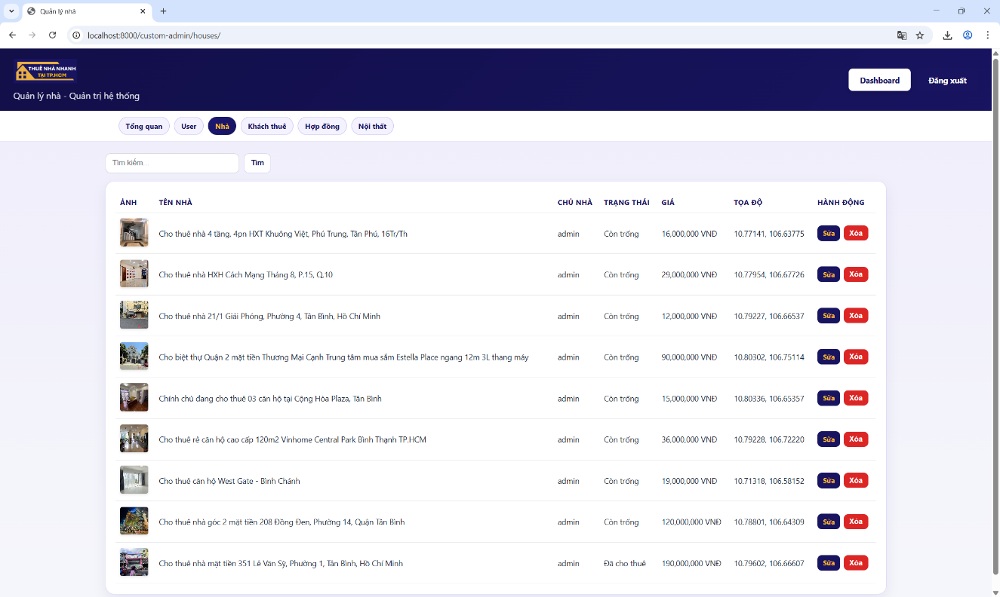 Quản lý nhà
localhost:8000/custom-admin/houses/
THUÊ NHÀ NHANH
TẠI TP.HCM
Quản lý nhà - Quản trị hệ thống
Dashboard
Đăng xuất
Tổng quan User Nhà Khách thuê Hợp đồng Nội thất
Tìm kiếm... Tìm
ẢNH TÊN NHÀ CHỦ NHÀ TRẠNG THÁI GIÁ TỌA ĐỘ HÀNH ĐỘNG
Cho thuê nhà 4 tầng, 4pn HXT Khuông Việt, Phú Trung, Tân Phú, 16Tr/Th admin Còn trống 16,000,000 VNĐ 10.77141, 106.63775 Sửa Xóa
Cho thuê nhà HXH Cách Mạng Tháng 8, P.15, Q.10 admin Còn trống 29,000,000 VNĐ 10.77954, 106.67726 Sửa Xóa
Cho thuê nhà 21/1 Giải Phóng, Phường 4, Tân Bình, Hồ Chí Minh admin Còn trống 12,000,000 VNĐ 10.79227, 106.66537 Sửa Xóa
Cho biệt thự Quận 2 mặt tiền Thương Mại Cạnh Trung tâm mua sắm Estella Place ngang 12m 3L thang máy admin Còn trống 90,000,000 VNĐ 10.80302, 106.75114 Sửa Xóa
Chính chủ đang cho thuê 03 căn hộ tại Cộng Hòa Plaza, Tân Bình admin Còn trống 15,000,000 VNĐ 10.80336, 106.65357 Sửa Xóa
Cho thuê rẻ căn hộ cao cấp 120m2 Vinhome Central Park Bình Thạnh TP.HCM admin Còn trống 36,000,000 VNĐ 10.79228, 106.72220 Sửa Xóa
Cho thuê căn hộ West Gate - Bình Chánh admin Còn trống 19,000,000 VNĐ 10.71318, 106.58152 Sửa Xóa
Cho thuê nhà góc 2 mặt tiền 208 Đồng Đen, Phường 14, Quận Tân Bình admin Còn trống 120,000,000 VNĐ 10.78801, 106.64309 Sửa Xóa
Cho thuê nhà mặt tiền 351 Lê Văn Sỹ, Phường 1, Tân Bình, Hồ Chí Minh admin Đã cho thuê 190,000,000 VNĐ 10.79602, 106.66607 Sửa Xóa